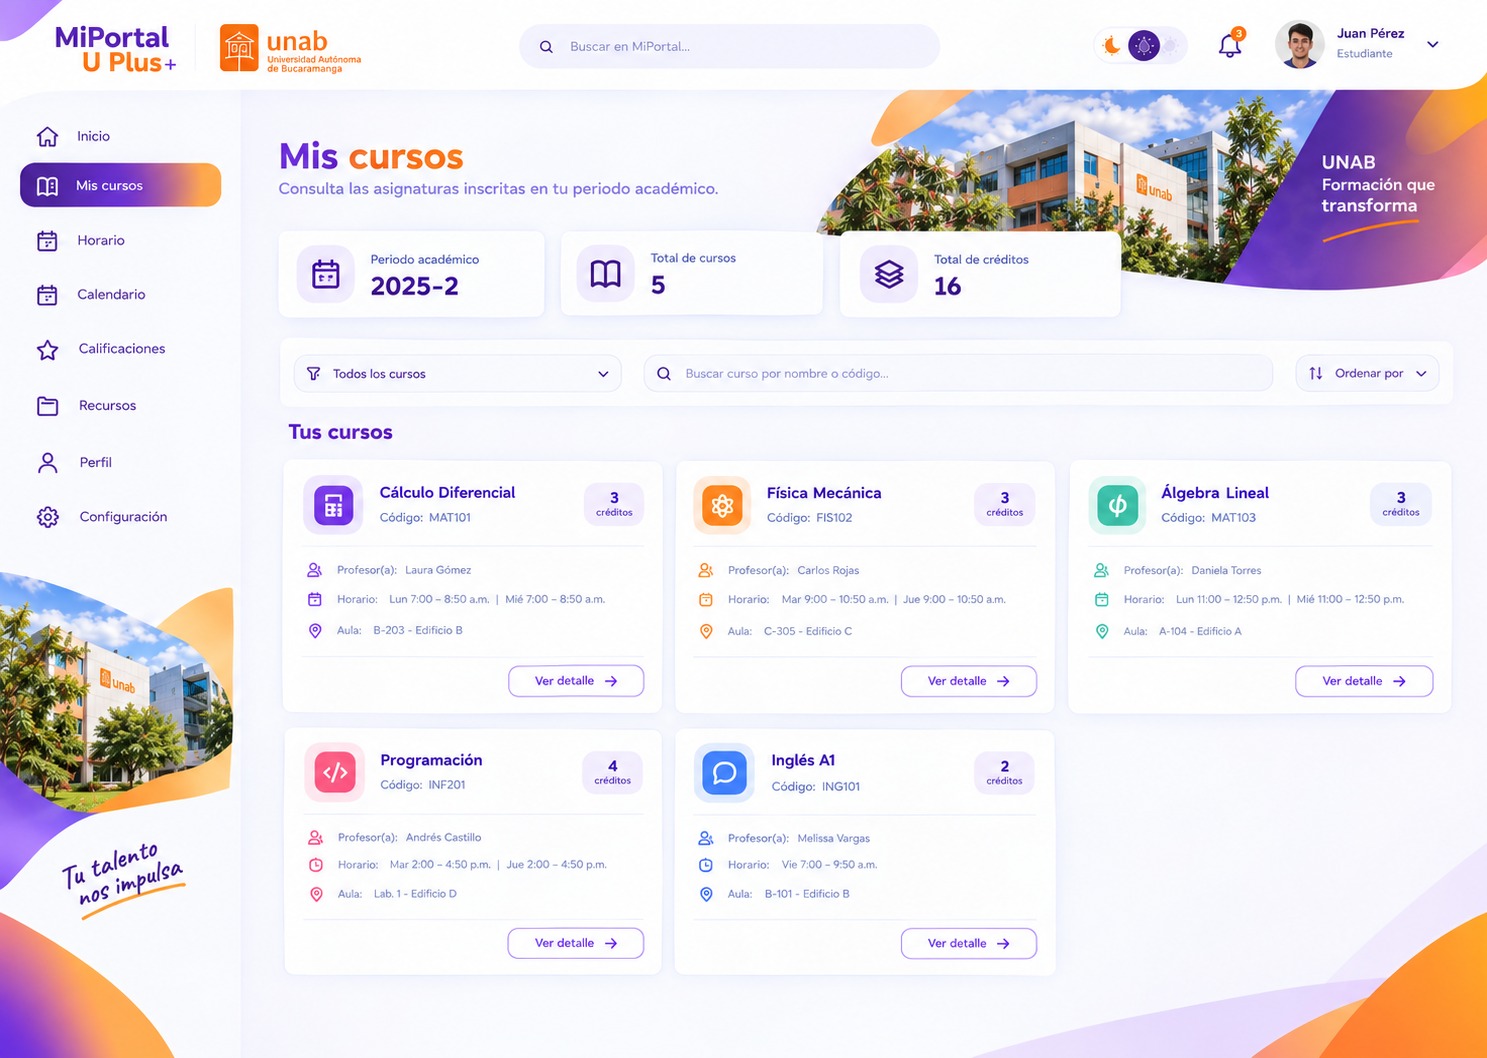 MiPortal
U Plus+
unab
Universidad Autónoma
de Bucaramanga
Buscar en MiPortal...
3
Juan Pérez
Estudiante
Inicio
Mis cursos
Horario
Calendario
Calificaciones
Recursos
Perfil
Configuración
unab
Tu talento
nos impulsa
Mis cursos
Consulta las asignaturas inscritas en tu periodo académico.
unab
UNAB
Formación que
transforma
Periodo académico
2025-2
Total de cursos
5
Total de créditos
16
Todos los cursos
Buscar curso por nombre o código...
Ordenar por
Tus cursos
Cálculo Diferencial
Código: MAT101
3
créditos
Profesor(a): Laura Gómez
Horario: Lun 7:00 – 8:50 a.m. | Mié 7:00 – 8:50 a.m.
Aula: B-203 - Edificio B
Ver detalle →
Física Mecánica
Código: FIS102
3
créditos
Profesor(a): Carlos Rojas
Horario: Mar 9:00 – 10:50 a.m. | Jue 9:00 – 10:50 a.m.
Aula: C-305 - Edificio C
Ver detalle →
Álgebra Lineal
Código: MAT103
3
créditos
Profesor(a): Daniela Torres
Horario: Lun 11:00 – 12:50 p.m. | Mié 11:00 – 12:50 p.m.
Aula: A-104 - Edificio A
Ver detalle →
Programación
Código: INF201
4
créditos
Profesor(a): Andrés Castillo
Horario: Mar 2:00 – 4:50 p.m. | Jue 2:00 – 4:50 p.m.
Aula: Lab. 1 - Edificio D
Ver detalle →
Inglés A1
Código: ING101
2
créditos
Profesor(a): Melissa Vargas
Horario: Vie 7:00 – 9:50 a.m.
Aula: B-101 - Edificio B
Ver detalle →